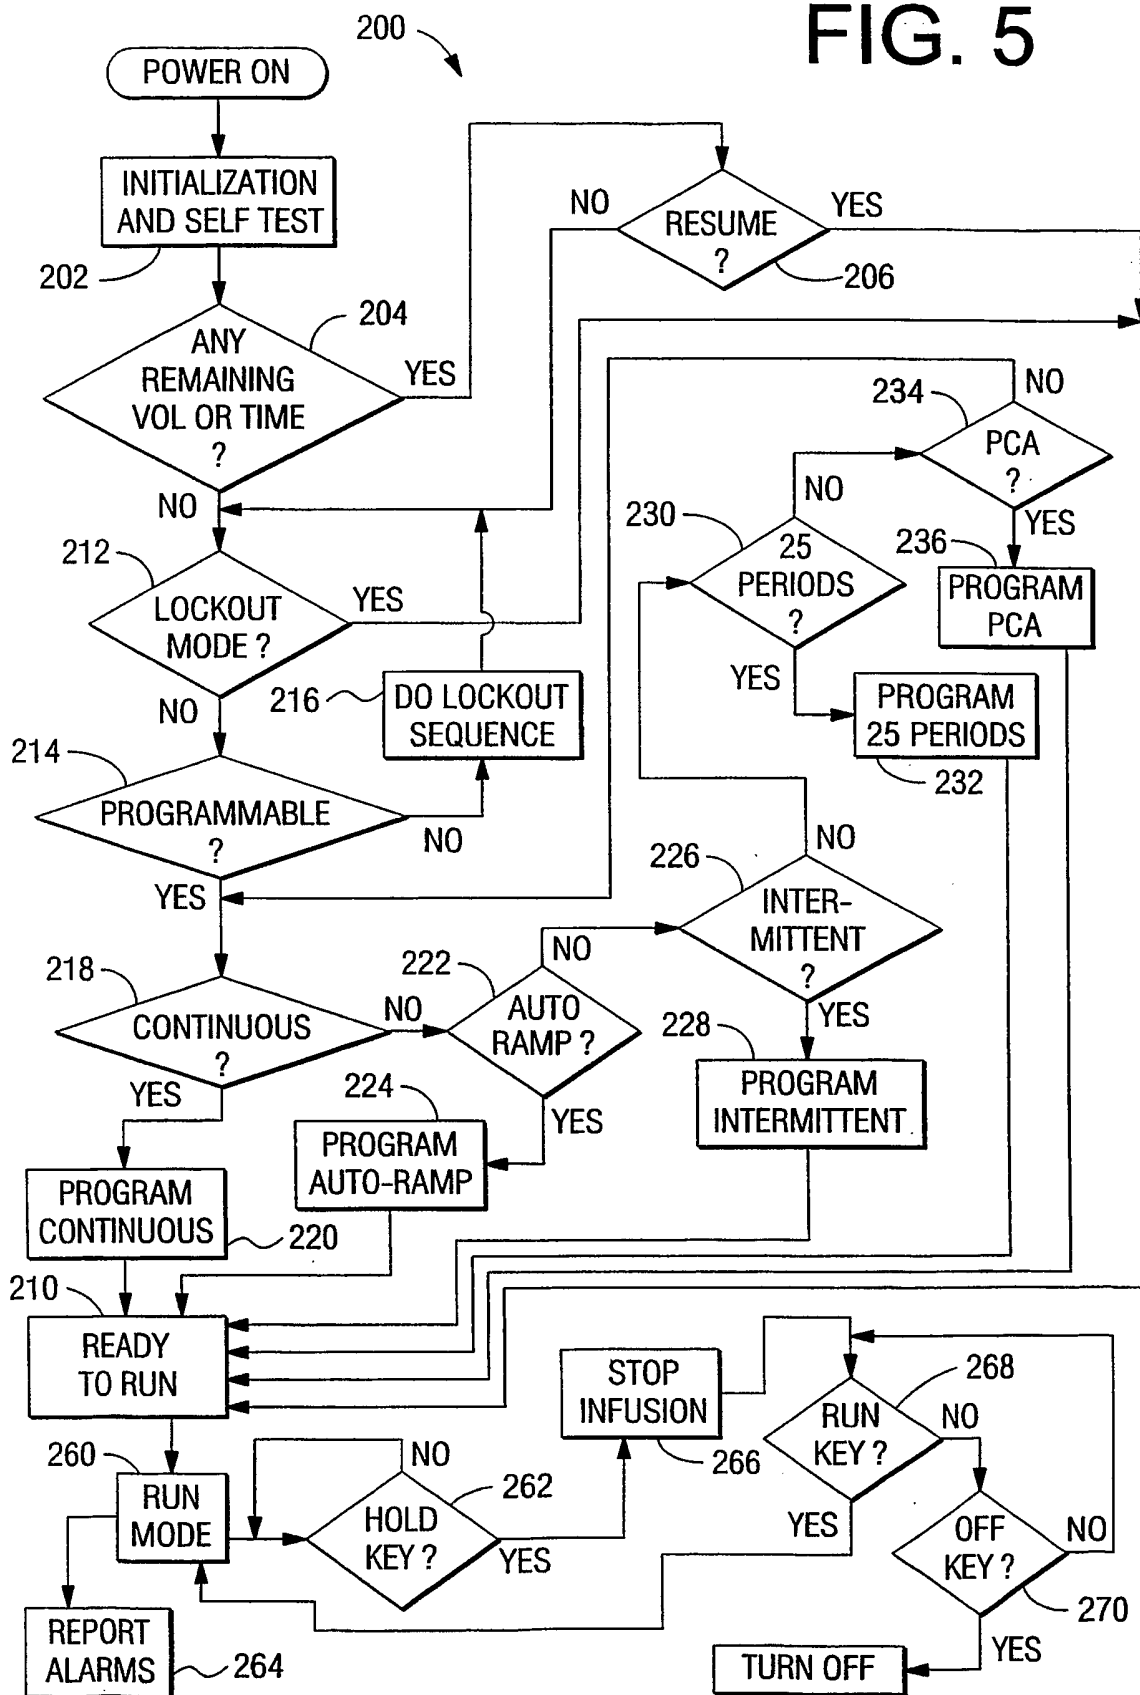 FIG. 5
200
POWER ON
INITIALIZATION
AND SELF TEST
202
RESUME
?
NO
YES
206
204
ANY
REMAINING
VOL OR TIME
?
YES
NO
234
PCA
?
NO
YES
230
25
PERIODS
?
NO
YES
236
PROGRAM
PCA
212
LOCKOUT
MODE ?
YES
NO
216
DO LOCKOUT
SEQUENCE
PROGRAM
25 PERIODS
232
214
PROGRAMMABLE
?
NO
YES
226
INTER-
MITTENT
?
NO
YES
218
CONTINUOUS
?
NO
YES
222
AUTO
RAMP ?
NO
YES
228
PROGRAM
INTERMITTENT
224
PROGRAM
AUTO-RAMP
PROGRAM
CONTINUOUS
220
210
READY
TO RUN
STOP
INFUSION
266
268
RUN
KEY ?
NO
YES
260
RUN
MODE
NO
262
HOLD
KEY ?
YES
OFF
KEY ?
NO
270
YES
REPORT
ALARMS
264
TURN OFF